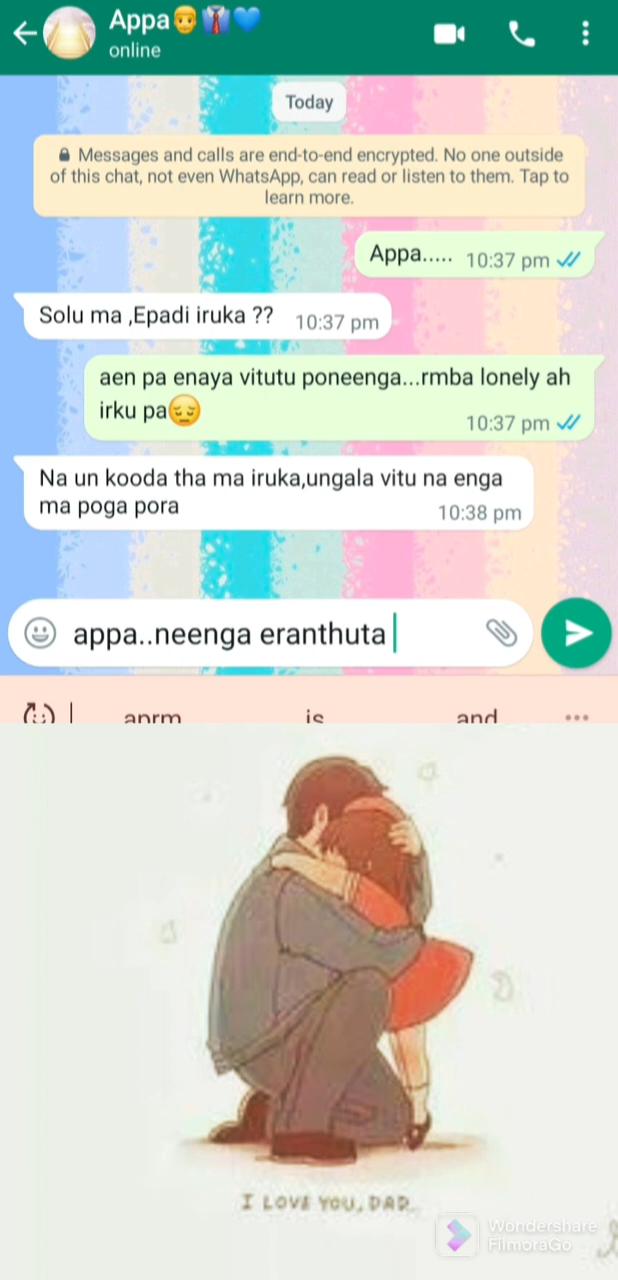 Appa👨👔💙
online
Today
🔒 Messages and calls are end-to-end encrypted. No one outside
of this chat, not even WhatsApp, can read or listen to them. Tap to
learn more.
Appa..... 10:37 pm
Solu ma ,Epadi iruka ?? 10:37 pm
aen pa enaya vitutu poneenga...rmba lonely ah
irku pa😔
10:37 pm
Na un kooda tha ma iruka,ungala vitu na enga
ma poga pora
10:38 pm
appa..neenga eranthuta
aprm is and
I LOVE YOU, DAD.
Wondershare
FilmoraGo